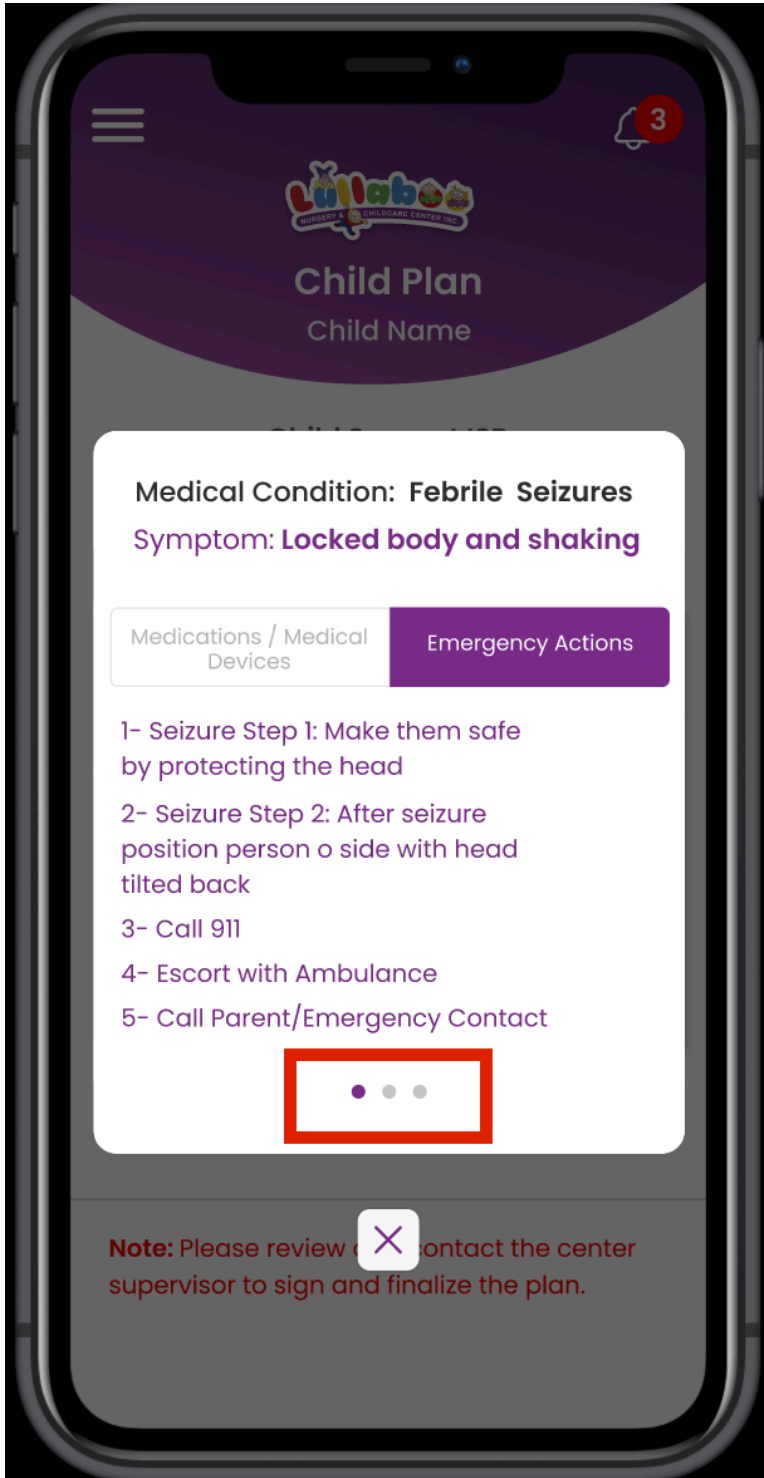 3
Lullaboo
NURSERY & CHILDCARE CENTER INC.
Child Plan
Child Name
Medical Condition: Febrile Seizures
Symptom: Locked body and shaking
Medications / Medical
Devices
Emergency Actions
1- Seizure Step 1: Make them safe
by protecting the head
2- Seizure Step 2: After seizure
position person o side with head
tilted back
3- Call 911
4- Escort with Ambulance
5- Call Parent/Emergency Contact
Note: Please review contact the center
supervisor to sign and finalize the plan.